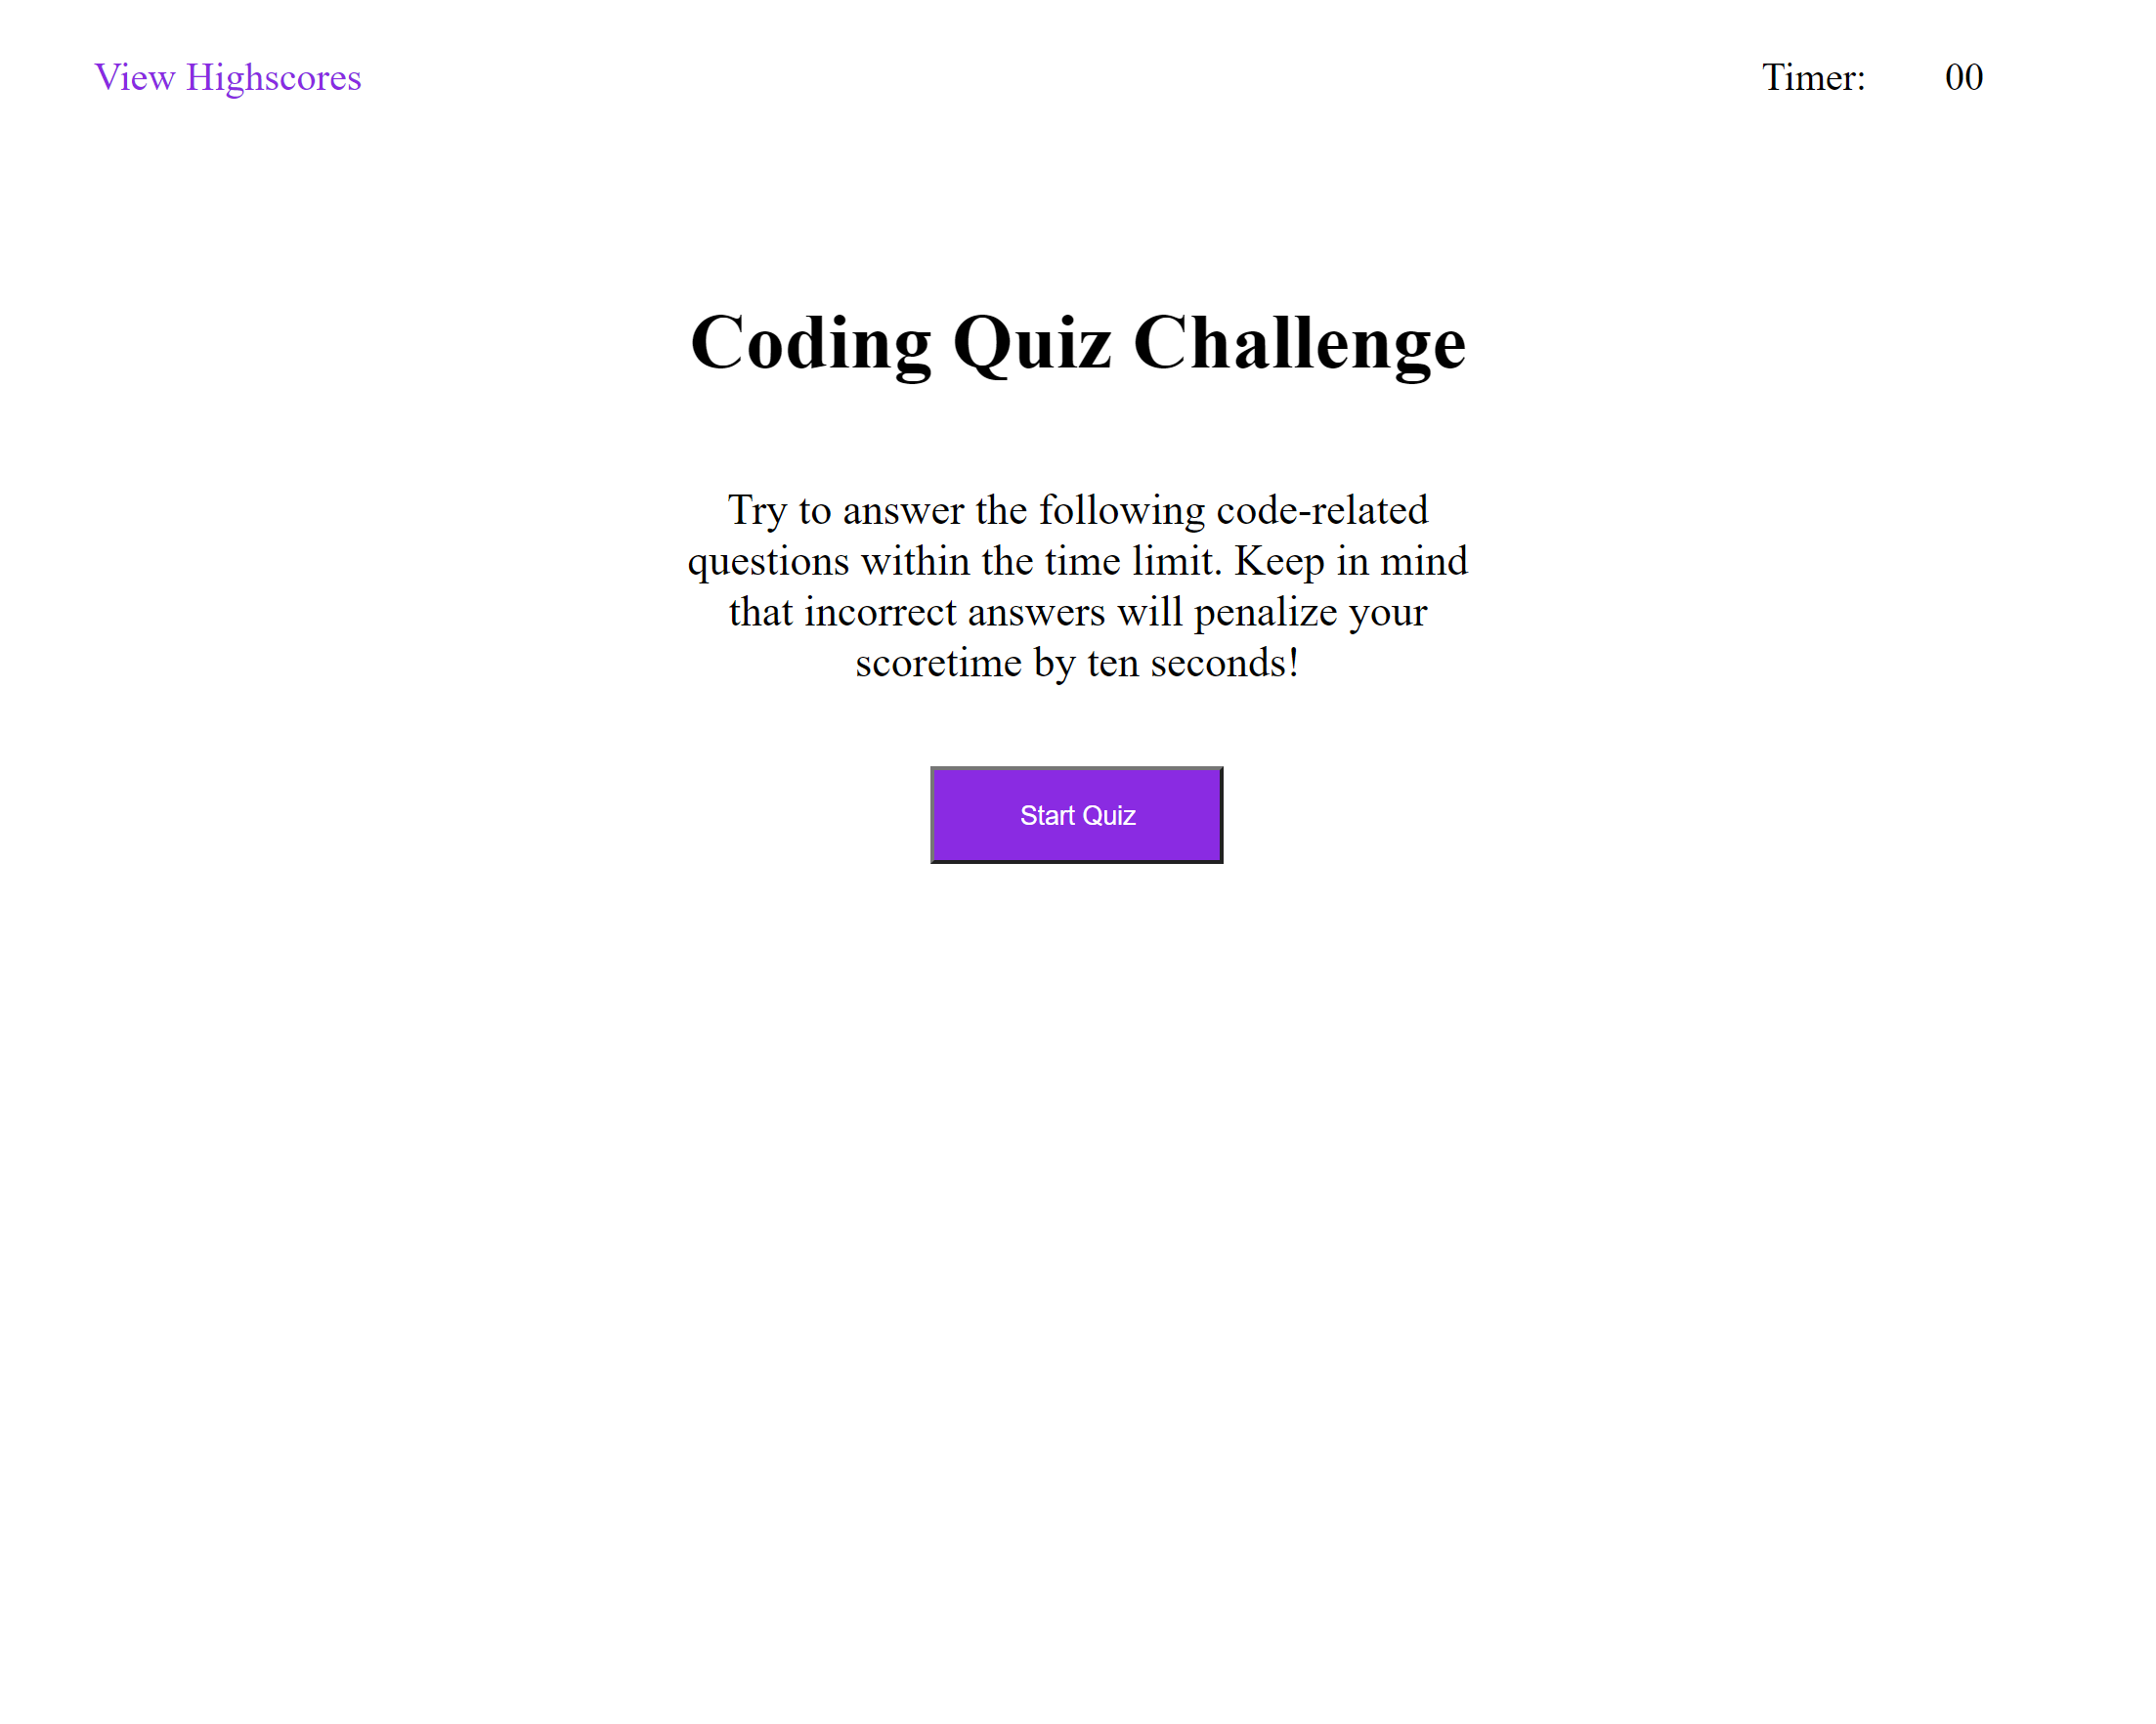 View Highscores
Timer: 00
Coding Quiz Challenge
Try to answer the following code-related
questions within the time limit. Keep in mind
that incorrect answers will penalize your
scoretime by ten seconds!
Start Quiz